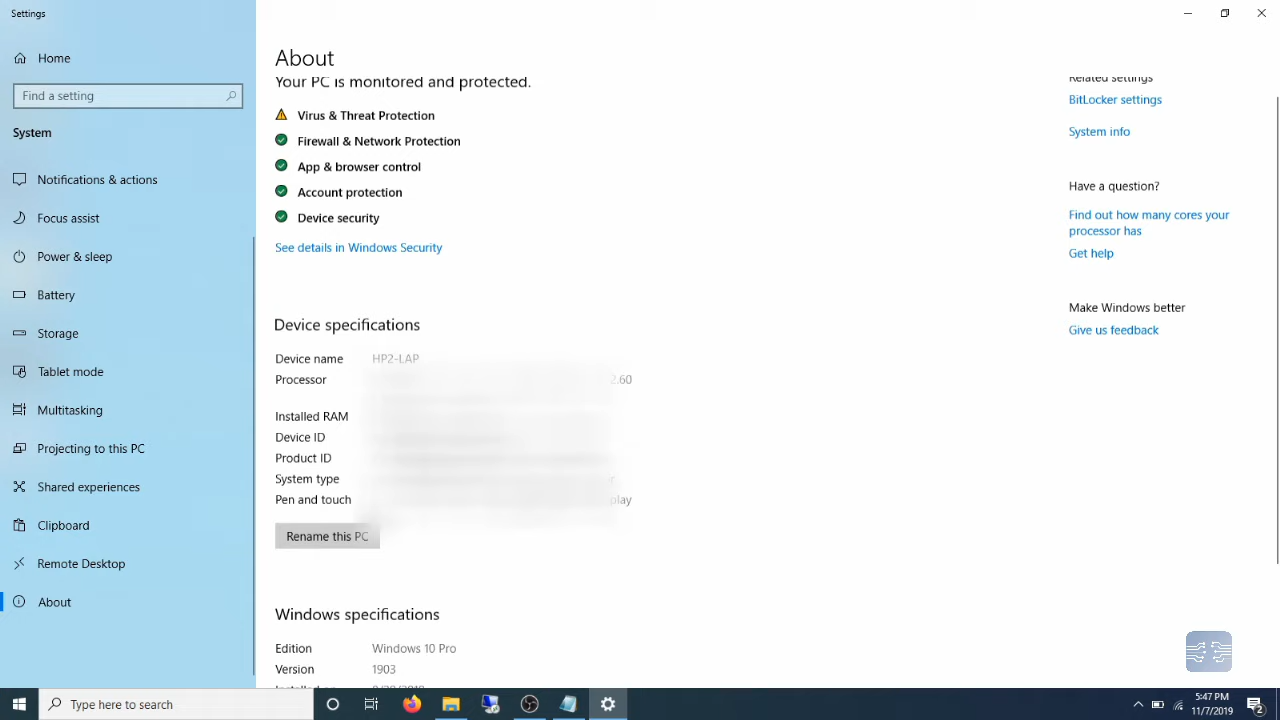 Settings
Home
Find a setting
System
Notifications & actions
Focus assist
Power & sleep
Battery
Storage
Tablet mode
Multitasking
Projecting to this PC
Shared experiences
Clipboard
Remote Desktop
About
About
Your PC is monitored and protected.
Virus & Threat Protection
Firewall & Network Protection
App & browser control
Account protection
Device security
See details in Windows Security
Device specifications
Device name HP2-LAP
Processor 2.60
Installed RAM
Device ID
Product ID
System type
Pen and touch
Rename this PC
Windows specifications
Edition Windows 10 Pro
Version 1903
Related settings
BitLocker settings
System info
Have a question?
Find out how many cores your
processor has
Get help
Make Windows better
Give us feedback
Type here to search
5:47 PM
11/7/2019
2